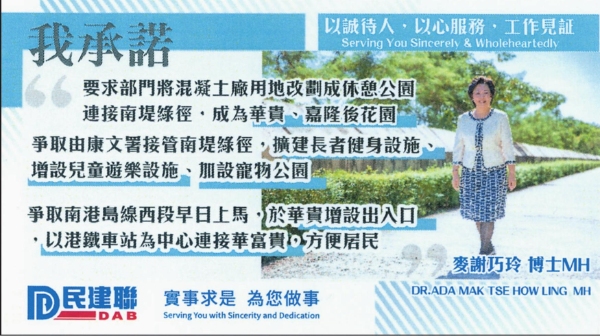 我承諾
以誠待人，以心服務，工作見証
Serving You Sincerely & Wholeheartedly
要求部門將混凝土廠用地改劃成休憩公園
連接南堤綠徑，成為華貴、嘉隆後花園
爭取由康文署接管南堤綠徑，擴建長者健身設施、
增設兒童遊樂設施、加設寵物公園
爭取南港島線西段早日上馬，於華貴增設出入口
，以港鐵車站為中心連接華富貴，方便居民
麥謝巧玲 博士MH
DR.ADA MAK TSE HOW LING MH
民建聯
DAB
實事求是 為您做事
Serving You with Sincerity and Dedication